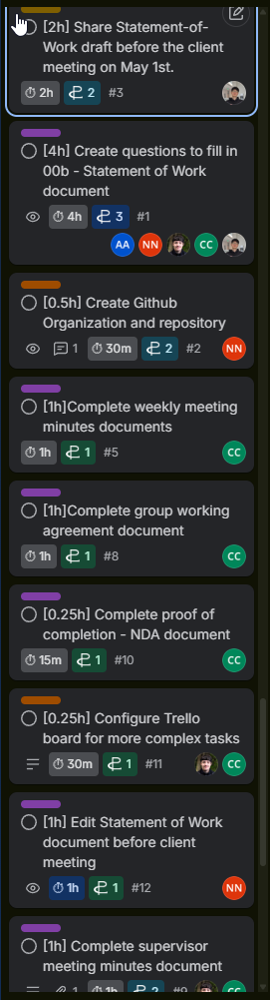 [2h] Share Statement-of-
Work draft before the client
meeting on May 1st.
2h 2 #3
[4h] Create questions to fill in
00b - Statement of Work
document
4h 3 #1
AA NN CC
[0.5h] Create Github
Organization and repository
1 30m 2 #2 NN
[1h]Complete weekly meeting
minutes documents
1h 1 #5 CC
[1h]Complete group working
agreement document
1h 1 #8 CC
[0.25h] Complete proof of
completion - NDA document
15m 1 #10 CC
[0.25h] Configure Trello
board for more complex tasks
30m 1 #11 CC
[1h] Edit Statement of Work
document before client
meeting
1h 1 #12 NN
[1h] Complete supervisor
meeting minutes document
1 1h 2 #9 CC